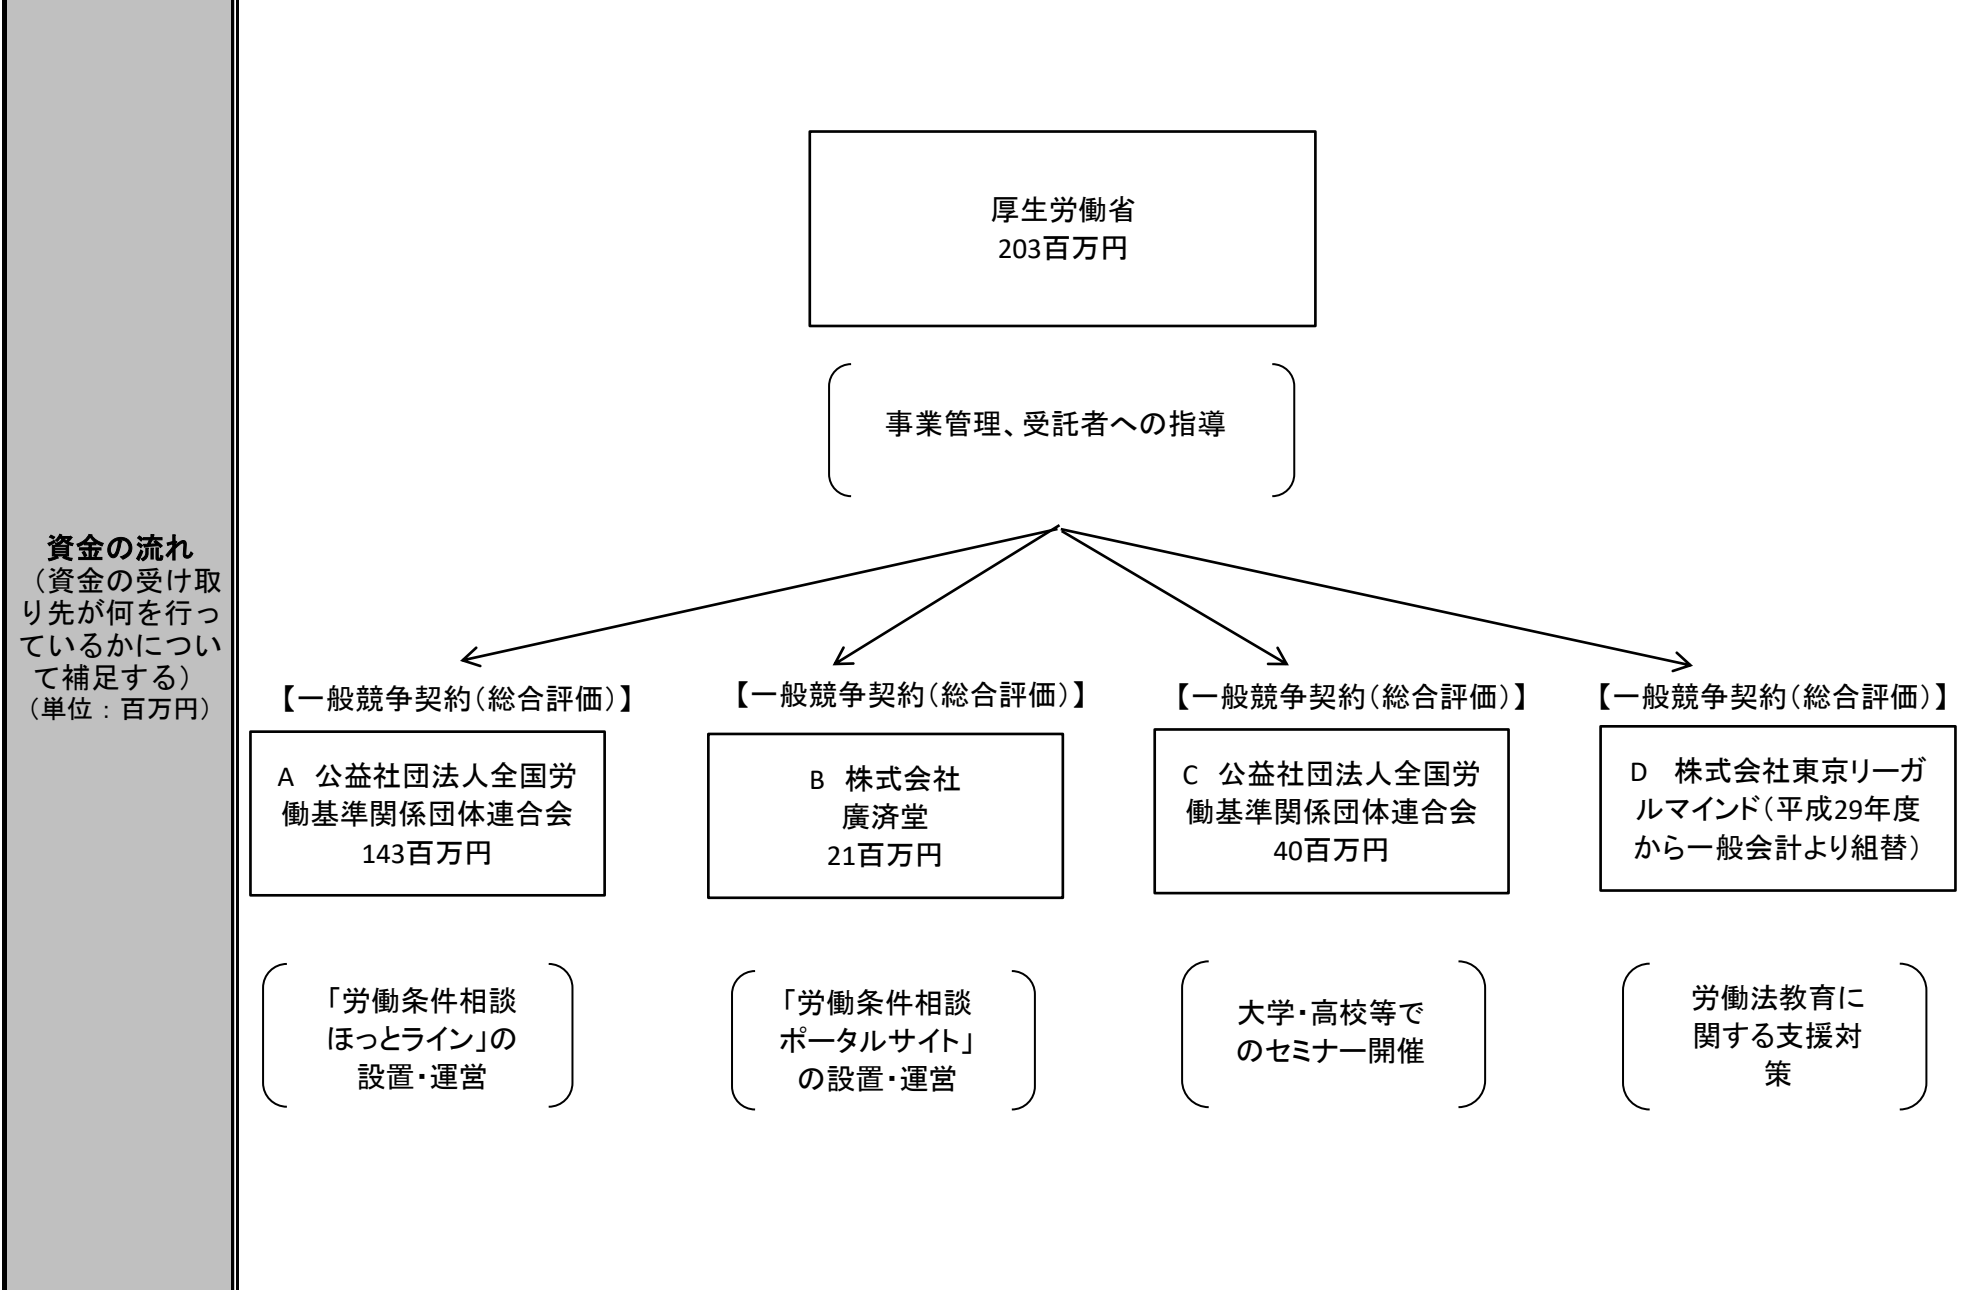 資金の流れ
（資金の受け取
り先が何を行っ
ているかについ
て補足する）
（単位：百万円）
厚生労働省
203百万円
事業管理、受託者への指導
【一般競争契約（総合評価）】
A　公益社団法人全国労
働基準関係団体連合会
143百万円
「労働条件相談
ほっとライン」の
設置・運営
【一般競争契約（総合評価）】
B　株式会社
廣済堂
21百万円
「労働条件相談
ポータルサイト」
の設置・運営
【一般競争契約（総合評価）】
C　公益社団法人全国労
働基準関係団体連合会
40百万円
大学・高校等で
のセミナー開催
【一般競争契約（総合評価）】
D　株式会社東京リーガ
ルマインド（平成29年度
から一般会計より組替）
労働法教育に
関する支援対
策